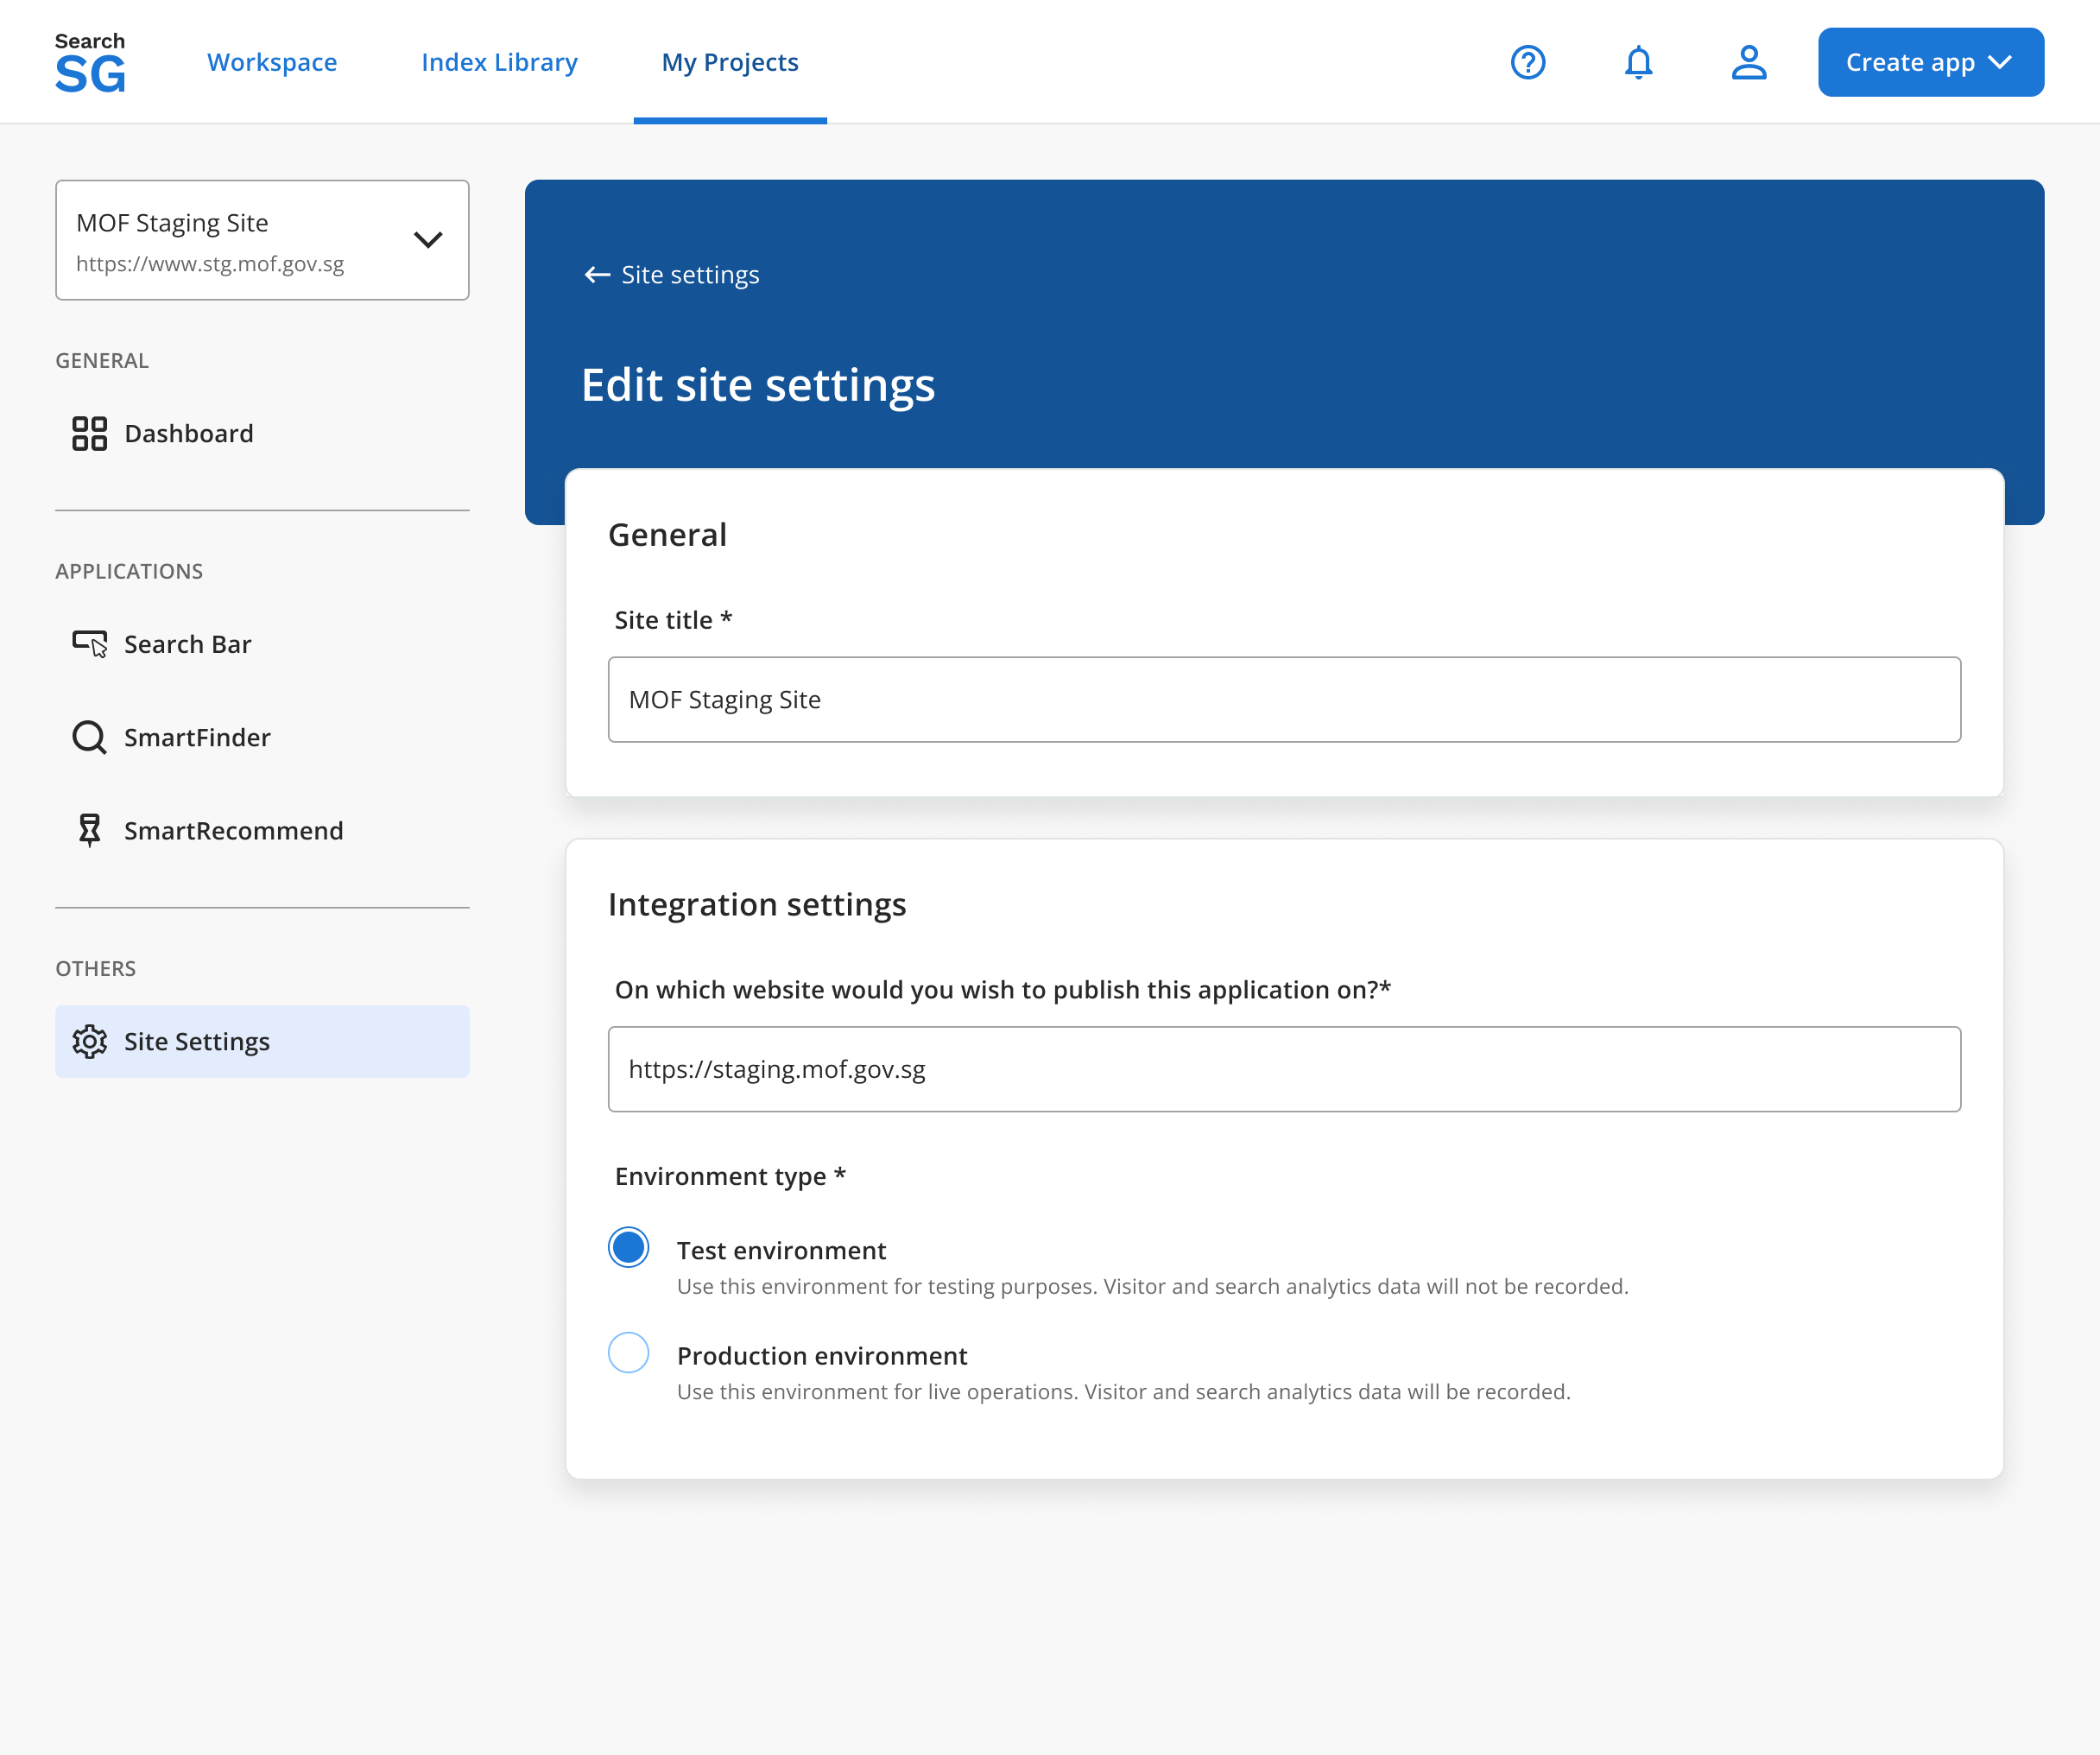 Search
SG
Workspace
Index Library
My Projects
Create app
MOF Staging Site
https://www.stg.mof.gov.sg
GENERAL
Dashboard
APPLICATIONS
Search Bar
SmartFinder
SmartRecommend
OTHERS
Site Settings
← Site settings
Edit site settings
General
Site title *
MOF Staging Site
Integration settings
On which website would you wish to publish this application on?*
https://staging.mof.gov.sg
Environment type *
Test environment
Use this environment for testing purposes. Visitor and search analytics data will not be recorded.
Production environment
Use this environment for live operations. Visitor and search analytics data will be recorded.